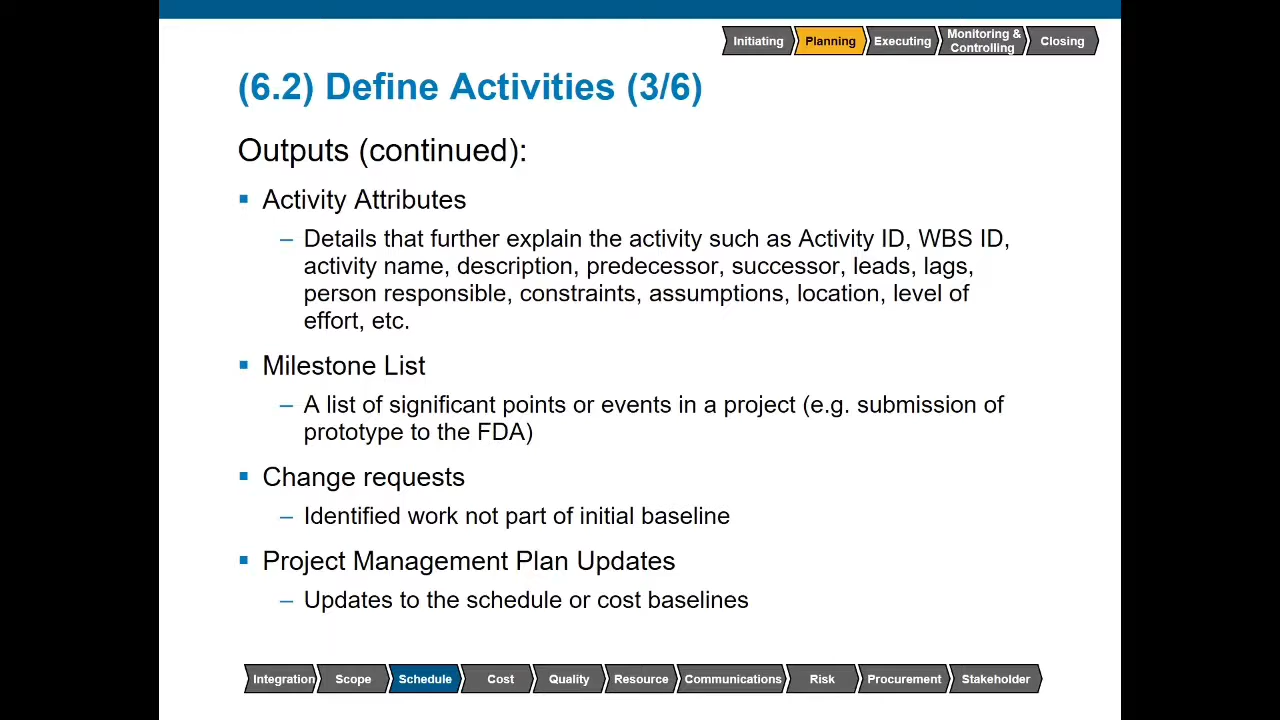 Initiating
Planning
Executing
Monitoring &
Controlling
Closing
(6.2) Define Activities (3/6)
Outputs (continued):
Activity Attributes
– Details that further explain the activity such as Activity ID, WBS ID,
activity name, description, predecessor, successor, leads, lags,
person responsible, constraints, assumptions, location, level of
effort, etc.
Milestone List
– A list of significant points or events in a project (e.g. submission of
prototype to the FDA)
Change requests
– Identified work not part of initial baseline
Project Management Plan Updates
– Updates to the schedule or cost baselines
Integration
Scope
Schedule
Cost
Quality
Resource
Communications
Risk
Procurement
Stakeholder